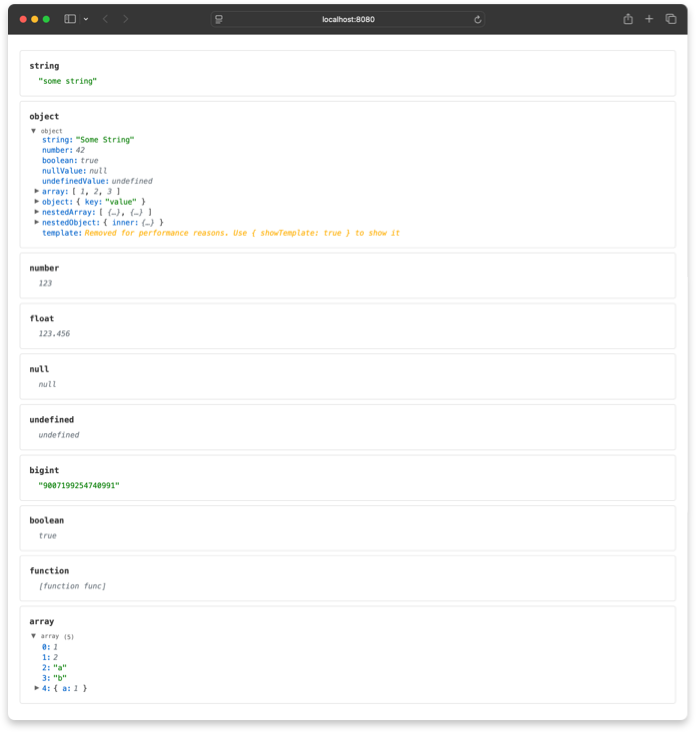 localhost:8080
string
"some string"
object
▼ object
string: "Some String"
number: 42
boolean: true
nullValue: null
undefinedValue: undefined
▶ array: [ 1, 2, 3 ]
▶ object: { key: "value" }
▶ nestedArray: [ {…}, {…} ]
▶ nestedObject: { inner: {…} }
template: Removed for performance reasons. Use { showTemplate: true } to show it
number
123
float
123.456
null
null
undefined
undefined
bigint
"9007199254740991"
boolean
true
function
[function func]
array
▼ array (5)
0: 1
1: 2
2: "a"
3: "b"
▶ 4: { a: 1 }